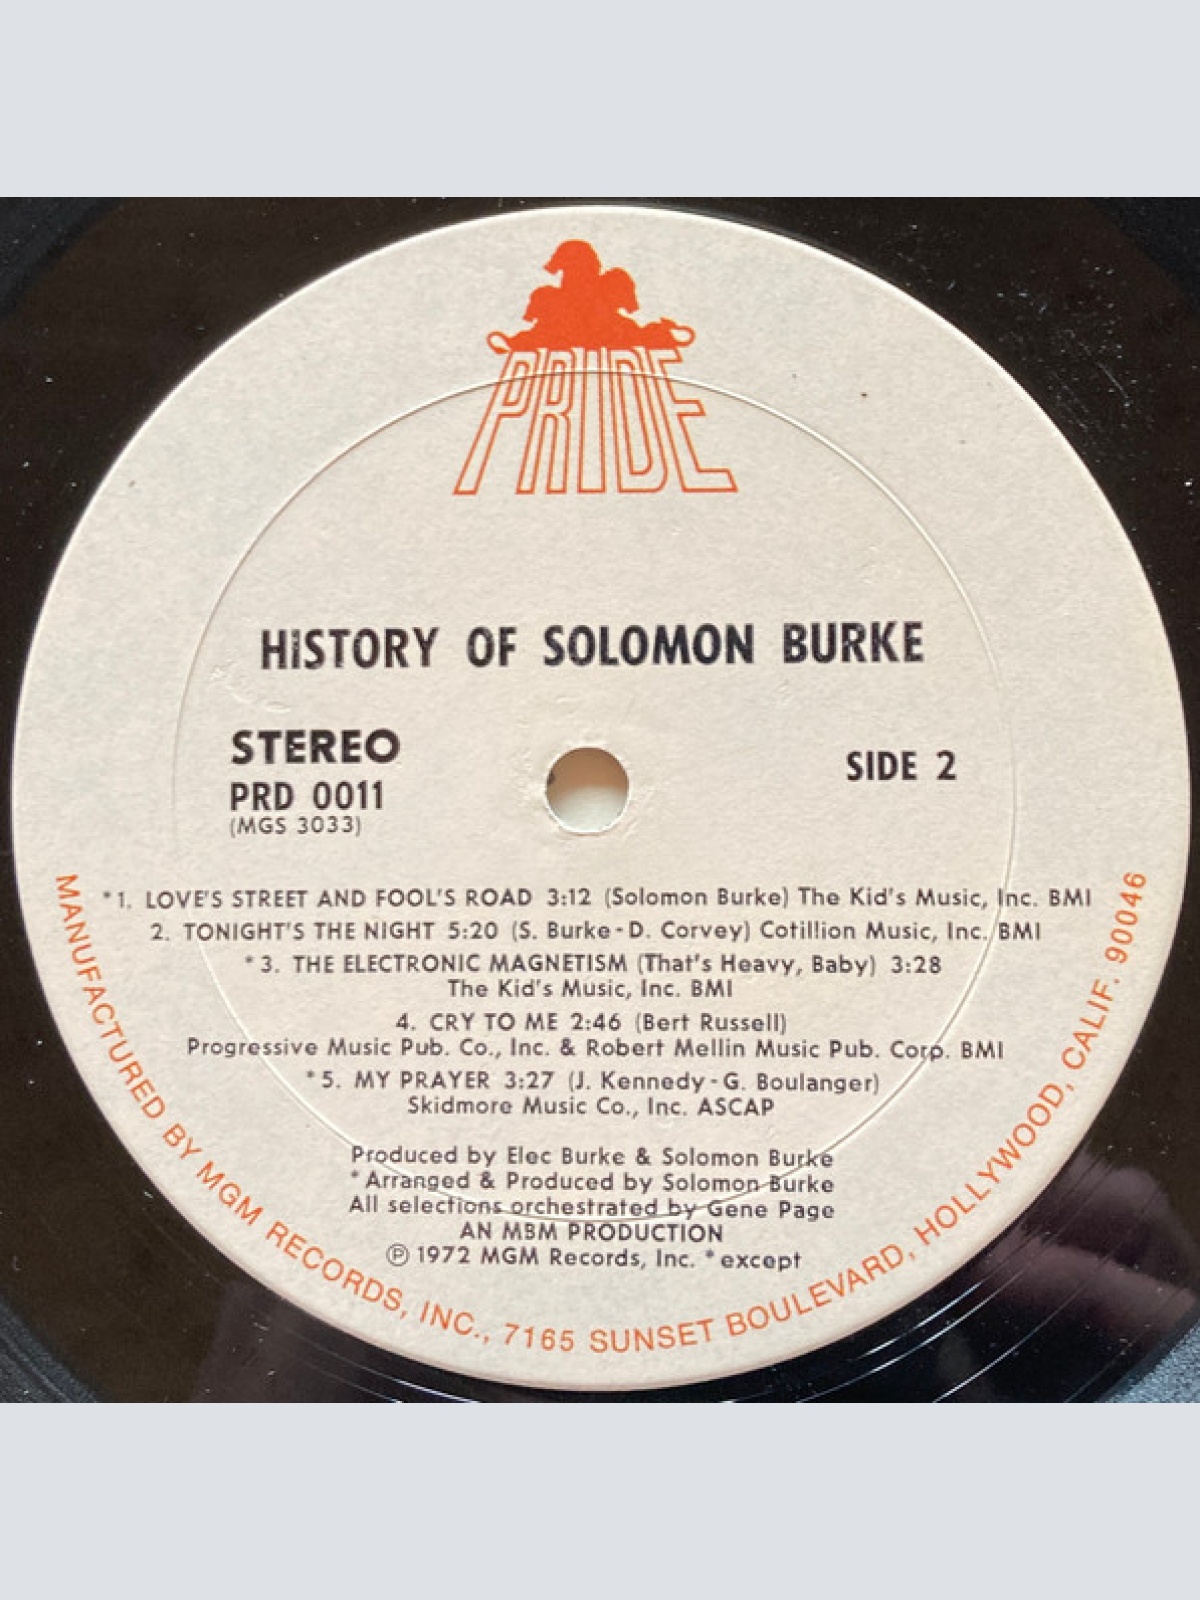 PRIDE
HISTORY OF SOLOMON BURKE
STEREO
PRD 0011
(MGS 3033)
SIDE 2
*1. LOVE'S STREET AND FOOL'S ROAD 3:12 (Solomon Burke) The Kid's Music, Inc. BMI
2. TONIGHT'S THE NIGHT 5:20 (S. Burke-D. Corvey) Cotillion Music, Inc. BMI
*3. THE ELECTRONIC MAGNETISM (That's Heavy, Baby) 3:28
The Kid's Music, Inc. BMI
4. CRY TO ME 2:46 (Bert Russell)
Progressive Music Pub. Co., Inc. & Robert Mellin Music Pub. Corp. BMI
*5. MY PRAYER 3:27 (J. Kennedy-G. Boulanger)
Skidmore Music Co., Inc. ASCAP
Produced by Elec Burke & Solomon Burke
*Arranged & Produced by Solomon Burke
All selections orchestrated by Gene Page
AN MBM PRODUCTION
℗ 1972 MGM Records, Inc. *except
MANUFACTURED BY MGM RECORDS, INC., 7165 SUNSET BOULEVARD, HOLLYWOOD, CALIF. 90046